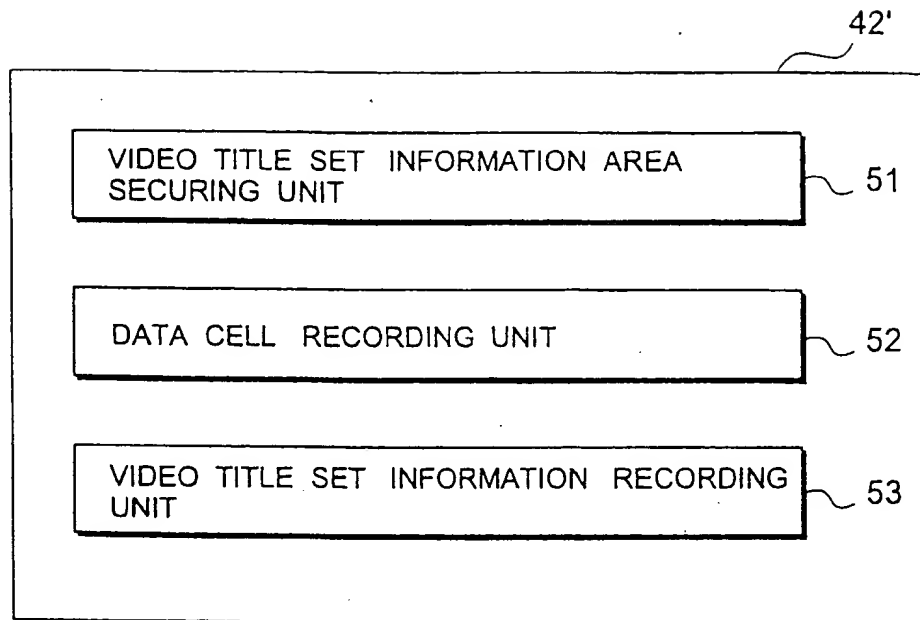 42'
VIDEO TITLE SET INFORMATION AREA
SECURING UNIT
51
DATA CELL RECORDING UNIT
52
VIDEO TITLE SET INFORMATION RECORDING
UNIT
53